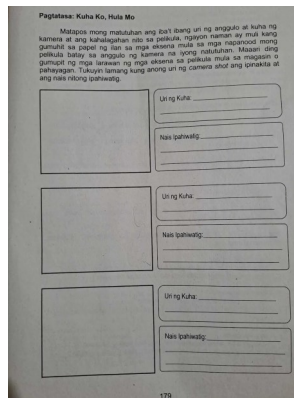 Pagtatasa: Kuha Ko, Hula Mo
Matapos mong matutuhan ang iba't ibang uri ng anggulo at kuha ng
kamera at ang kahalagahan nito sa pelikula, ngayon naman ay muli kang
gumuhit sa papel ng ilan sa mga eksena mula sa mga napanood mong
pelikula batay sa anggulo ng kamera na iyong natutuhan. Maaari ding
gumupit ng mga larawan ng mga eksena sa petikula mula sa magasin o
pahayagan. Tukuyin lamang kung anong uri ng camera shot ang ipinakita at
ang nais nitong ipahiwatig.
Uri ng Kuha:
Nais Ipahiwatig:
Uri ng Kuha:
Nais Ipahiwatig:
Uri ng Kuha:
Nais Ipahiwatig:
179